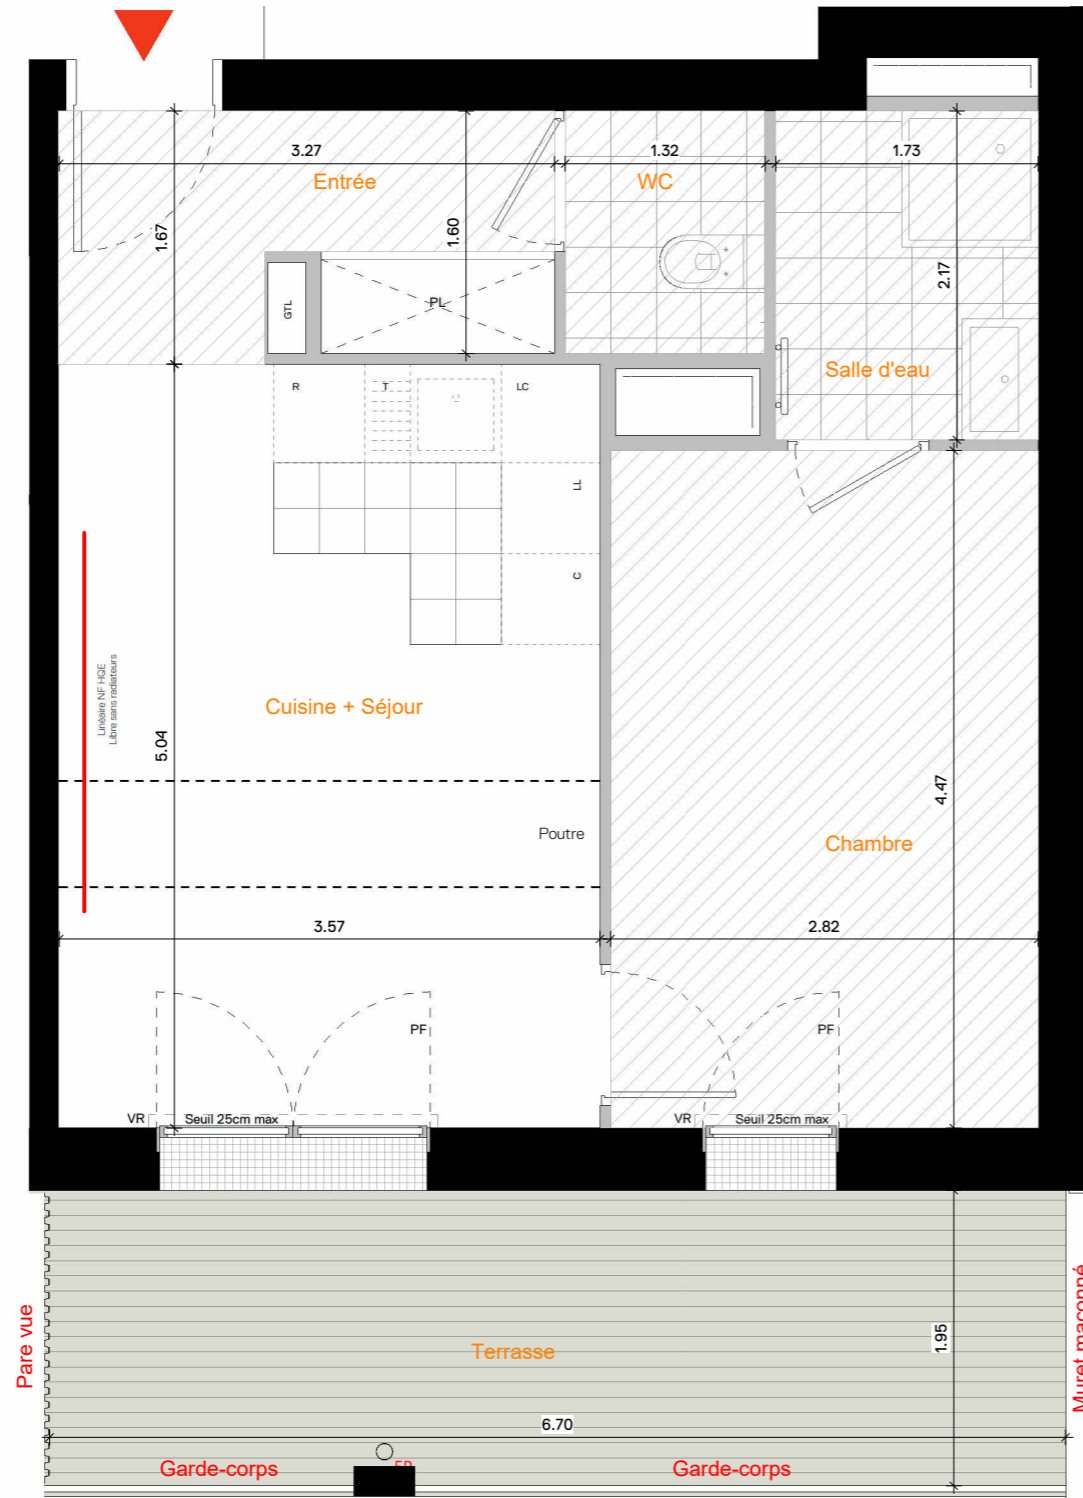 3.27
1.32
1.73
Entrée
WC
1.67
1.60
2.17
GTL
PL
Salle d'eau
R
T
LC
LL
C
Linéaire NF HQE
Libre sans radiateurs
Cuisine + Séjour
5.04
4.47
Poutre
Chambre
3.57
2.82
PF
PF
VR
Seuil 25cm max
VR
Seuil 25cm max
Pare vue
Terrasse
1.95
Muret maçonné
6.70
EP
Garde-corps
Garde-corps